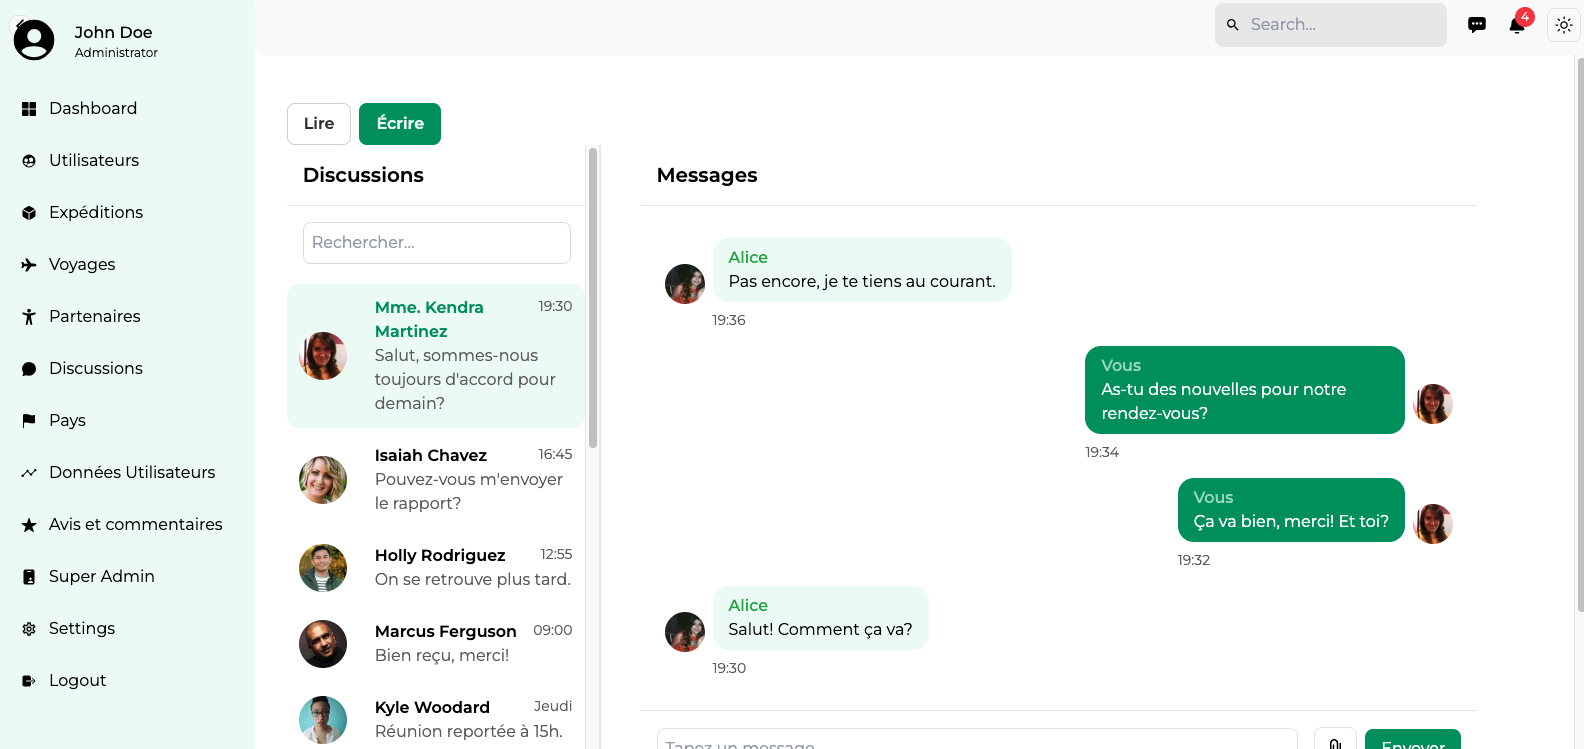 John Doe
Administrator
Dashboard
Utilisateurs
Expéditions
Voyages
Partenaires
Discussions
Pays
Données Utilisateurs
Avis et commentaires
Super Admin
Settings
Logout
Search...
4
Lire
Écrire
Discussions
Rechercher...
Mme. Kendra
Martinez
19:30
Salut, sommes-nous
toujours d'accord pour
demain?
Isaiah Chavez
16:45
Pouvez-vous m'envoyer
le rapport?
Holly Rodriguez
12:55
On se retrouve plus tard.
Marcus Ferguson
09:00
Bien reçu, merci!
Kyle Woodard
Jeudi
Réunion reportée à 15h.
Messages
Alice
Pas encore, je te tiens au courant.
19:36
Vous
As-tu des nouvelles pour notre
rendez-vous?
19:34
Vous
Ça va bien, merci! Et toi?
19:32
Alice
Salut! Comment ça va?
19:30
Tapez un message
Envoyer